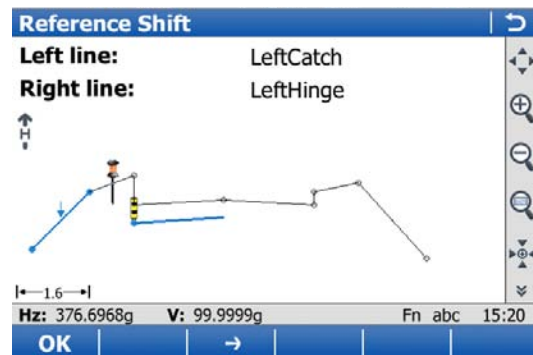 Reference Shift
Left line: LeftCatch
Right line: LeftHinge
H
1.6
Hz: 376.6968g V: 99.9999g Fn abc 15:20
OK →